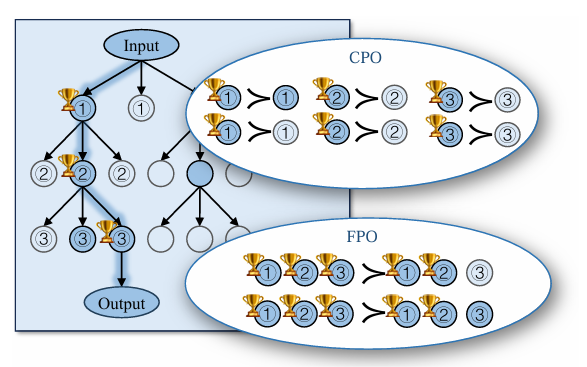 Input
① ①
② ② ②
③ ③ ③
Output
CPO
① ≻ ① ② ≻ ② ③ ≻ ③
① ≻ ① ② ≻ ② ③ ≻ ③
FPO
① ② ③ ≻ ① ② ③
① ② ③ ≻ ① ② ③